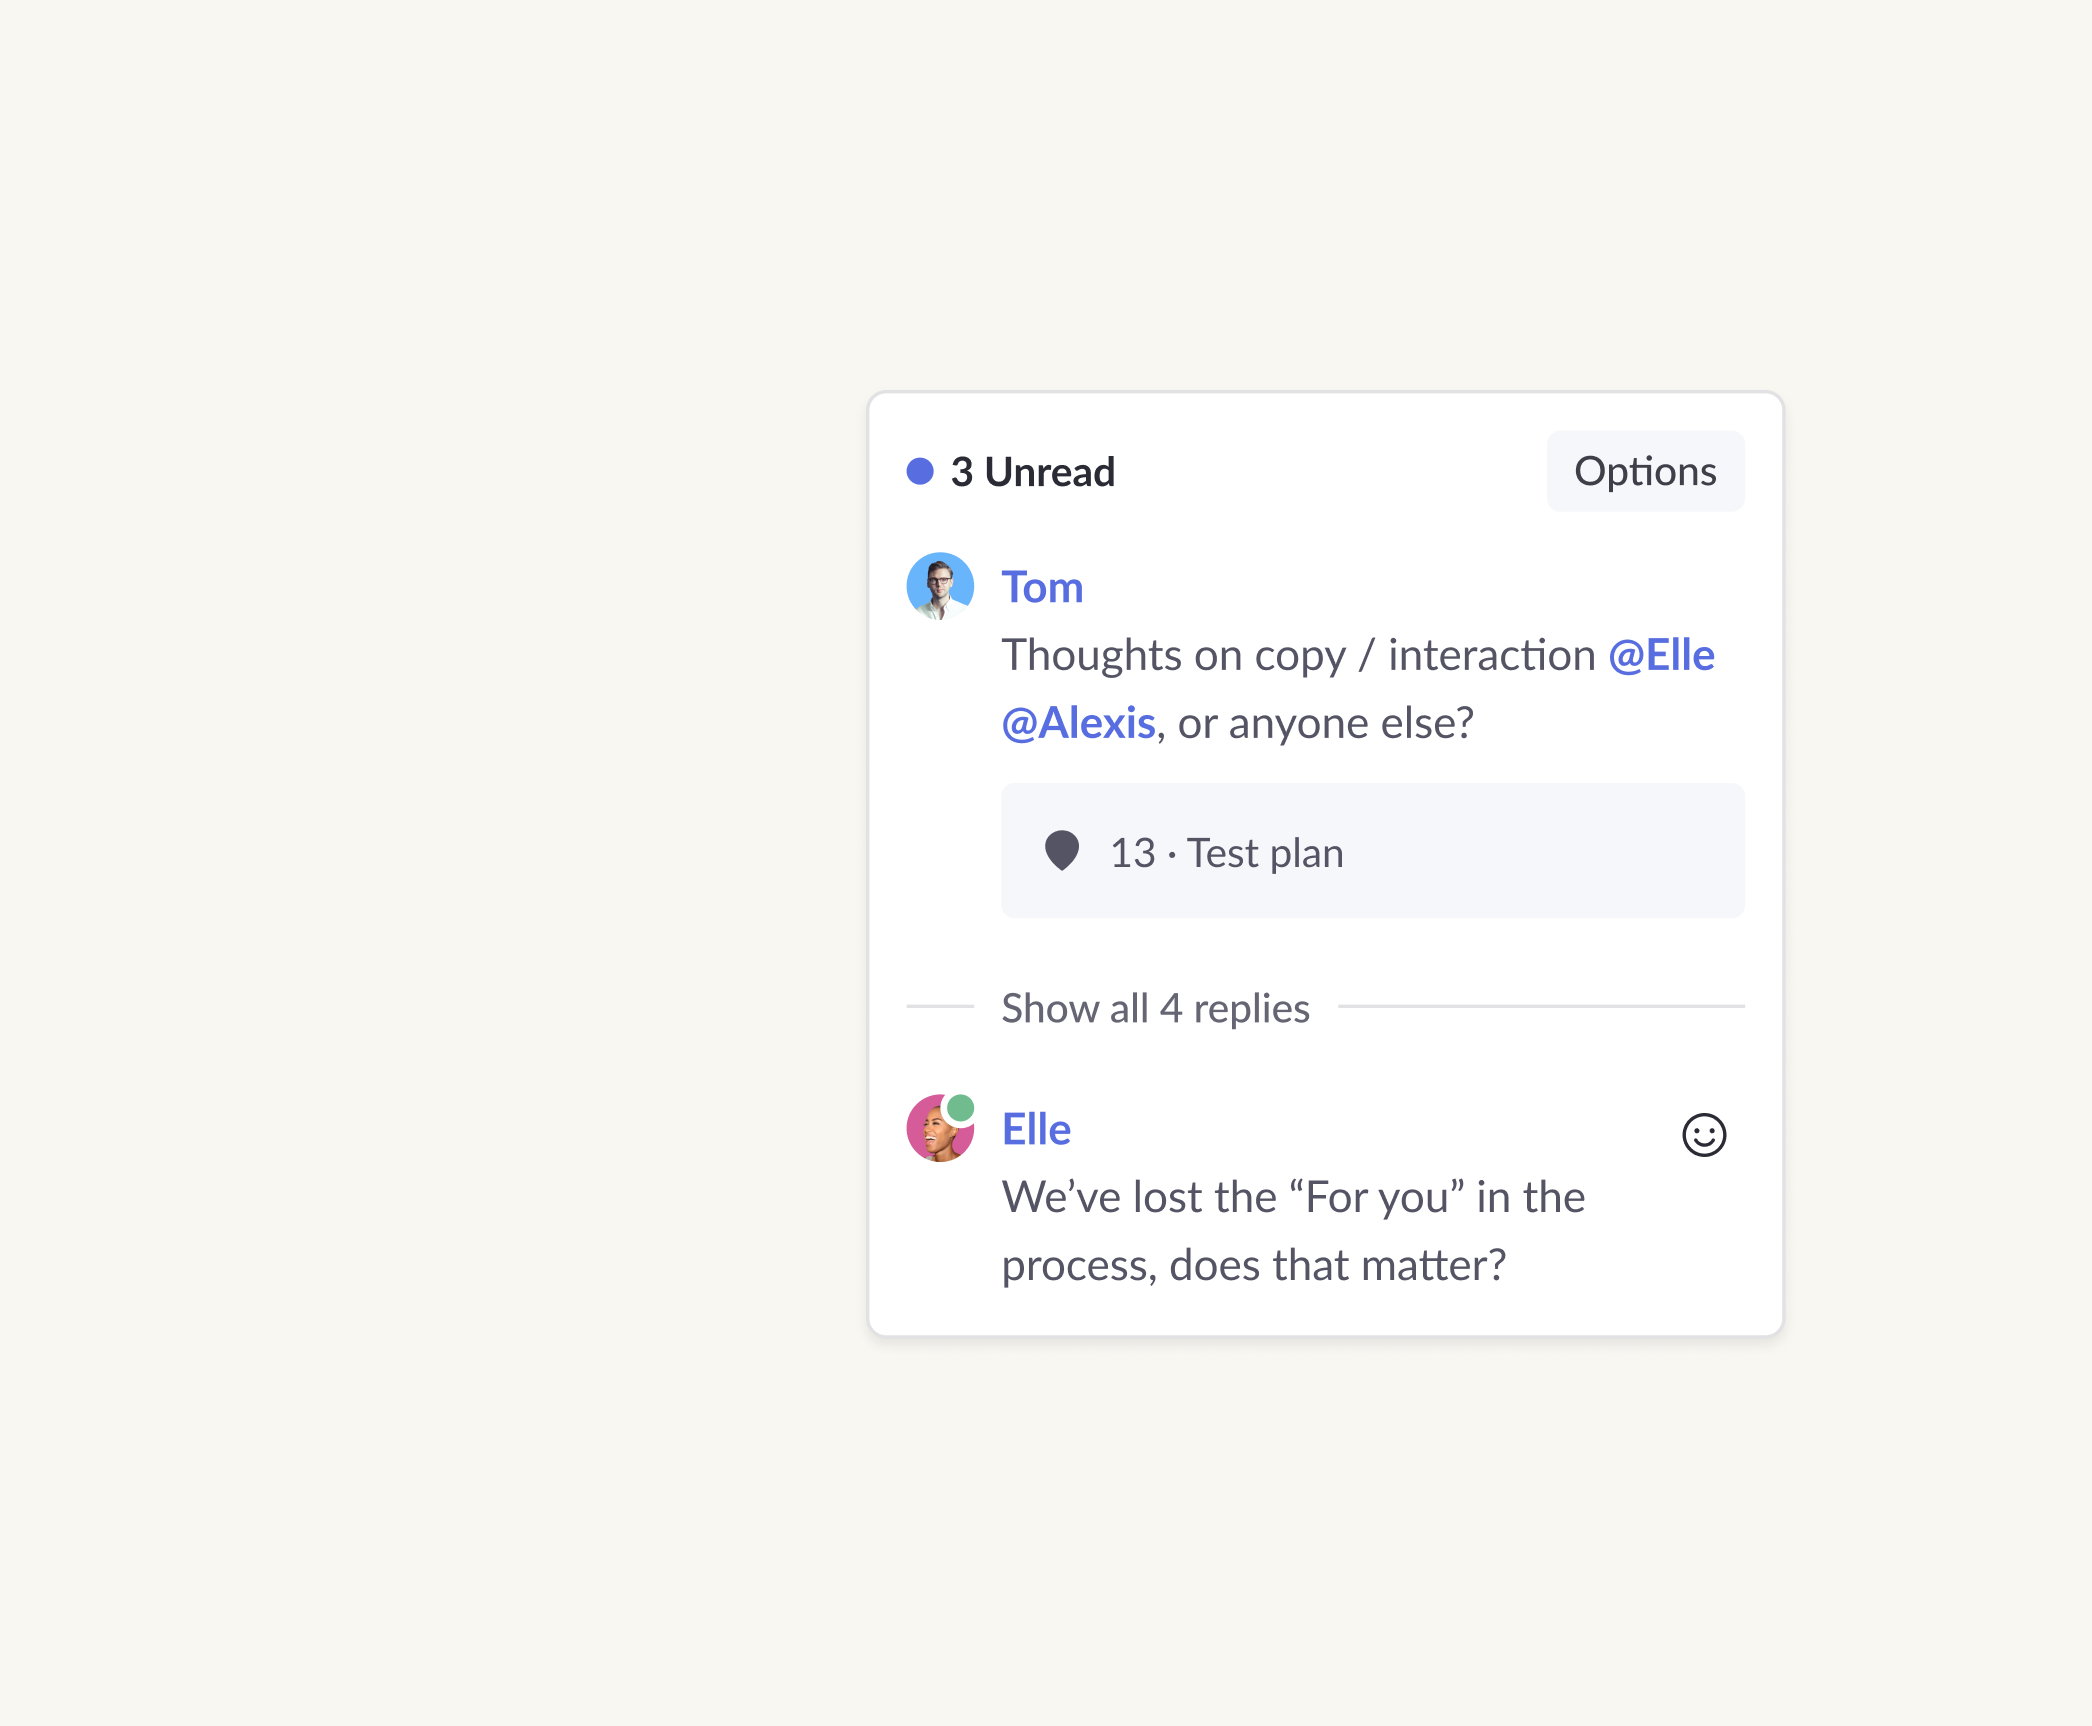 3 Unread
Options
Tom
Thoughts on copy / interaction @Elle
@Alexis, or anyone else?
13 · Test plan
Show all 4 replies
Elle
We’ve lost the “For you” in the
process, does that matter?